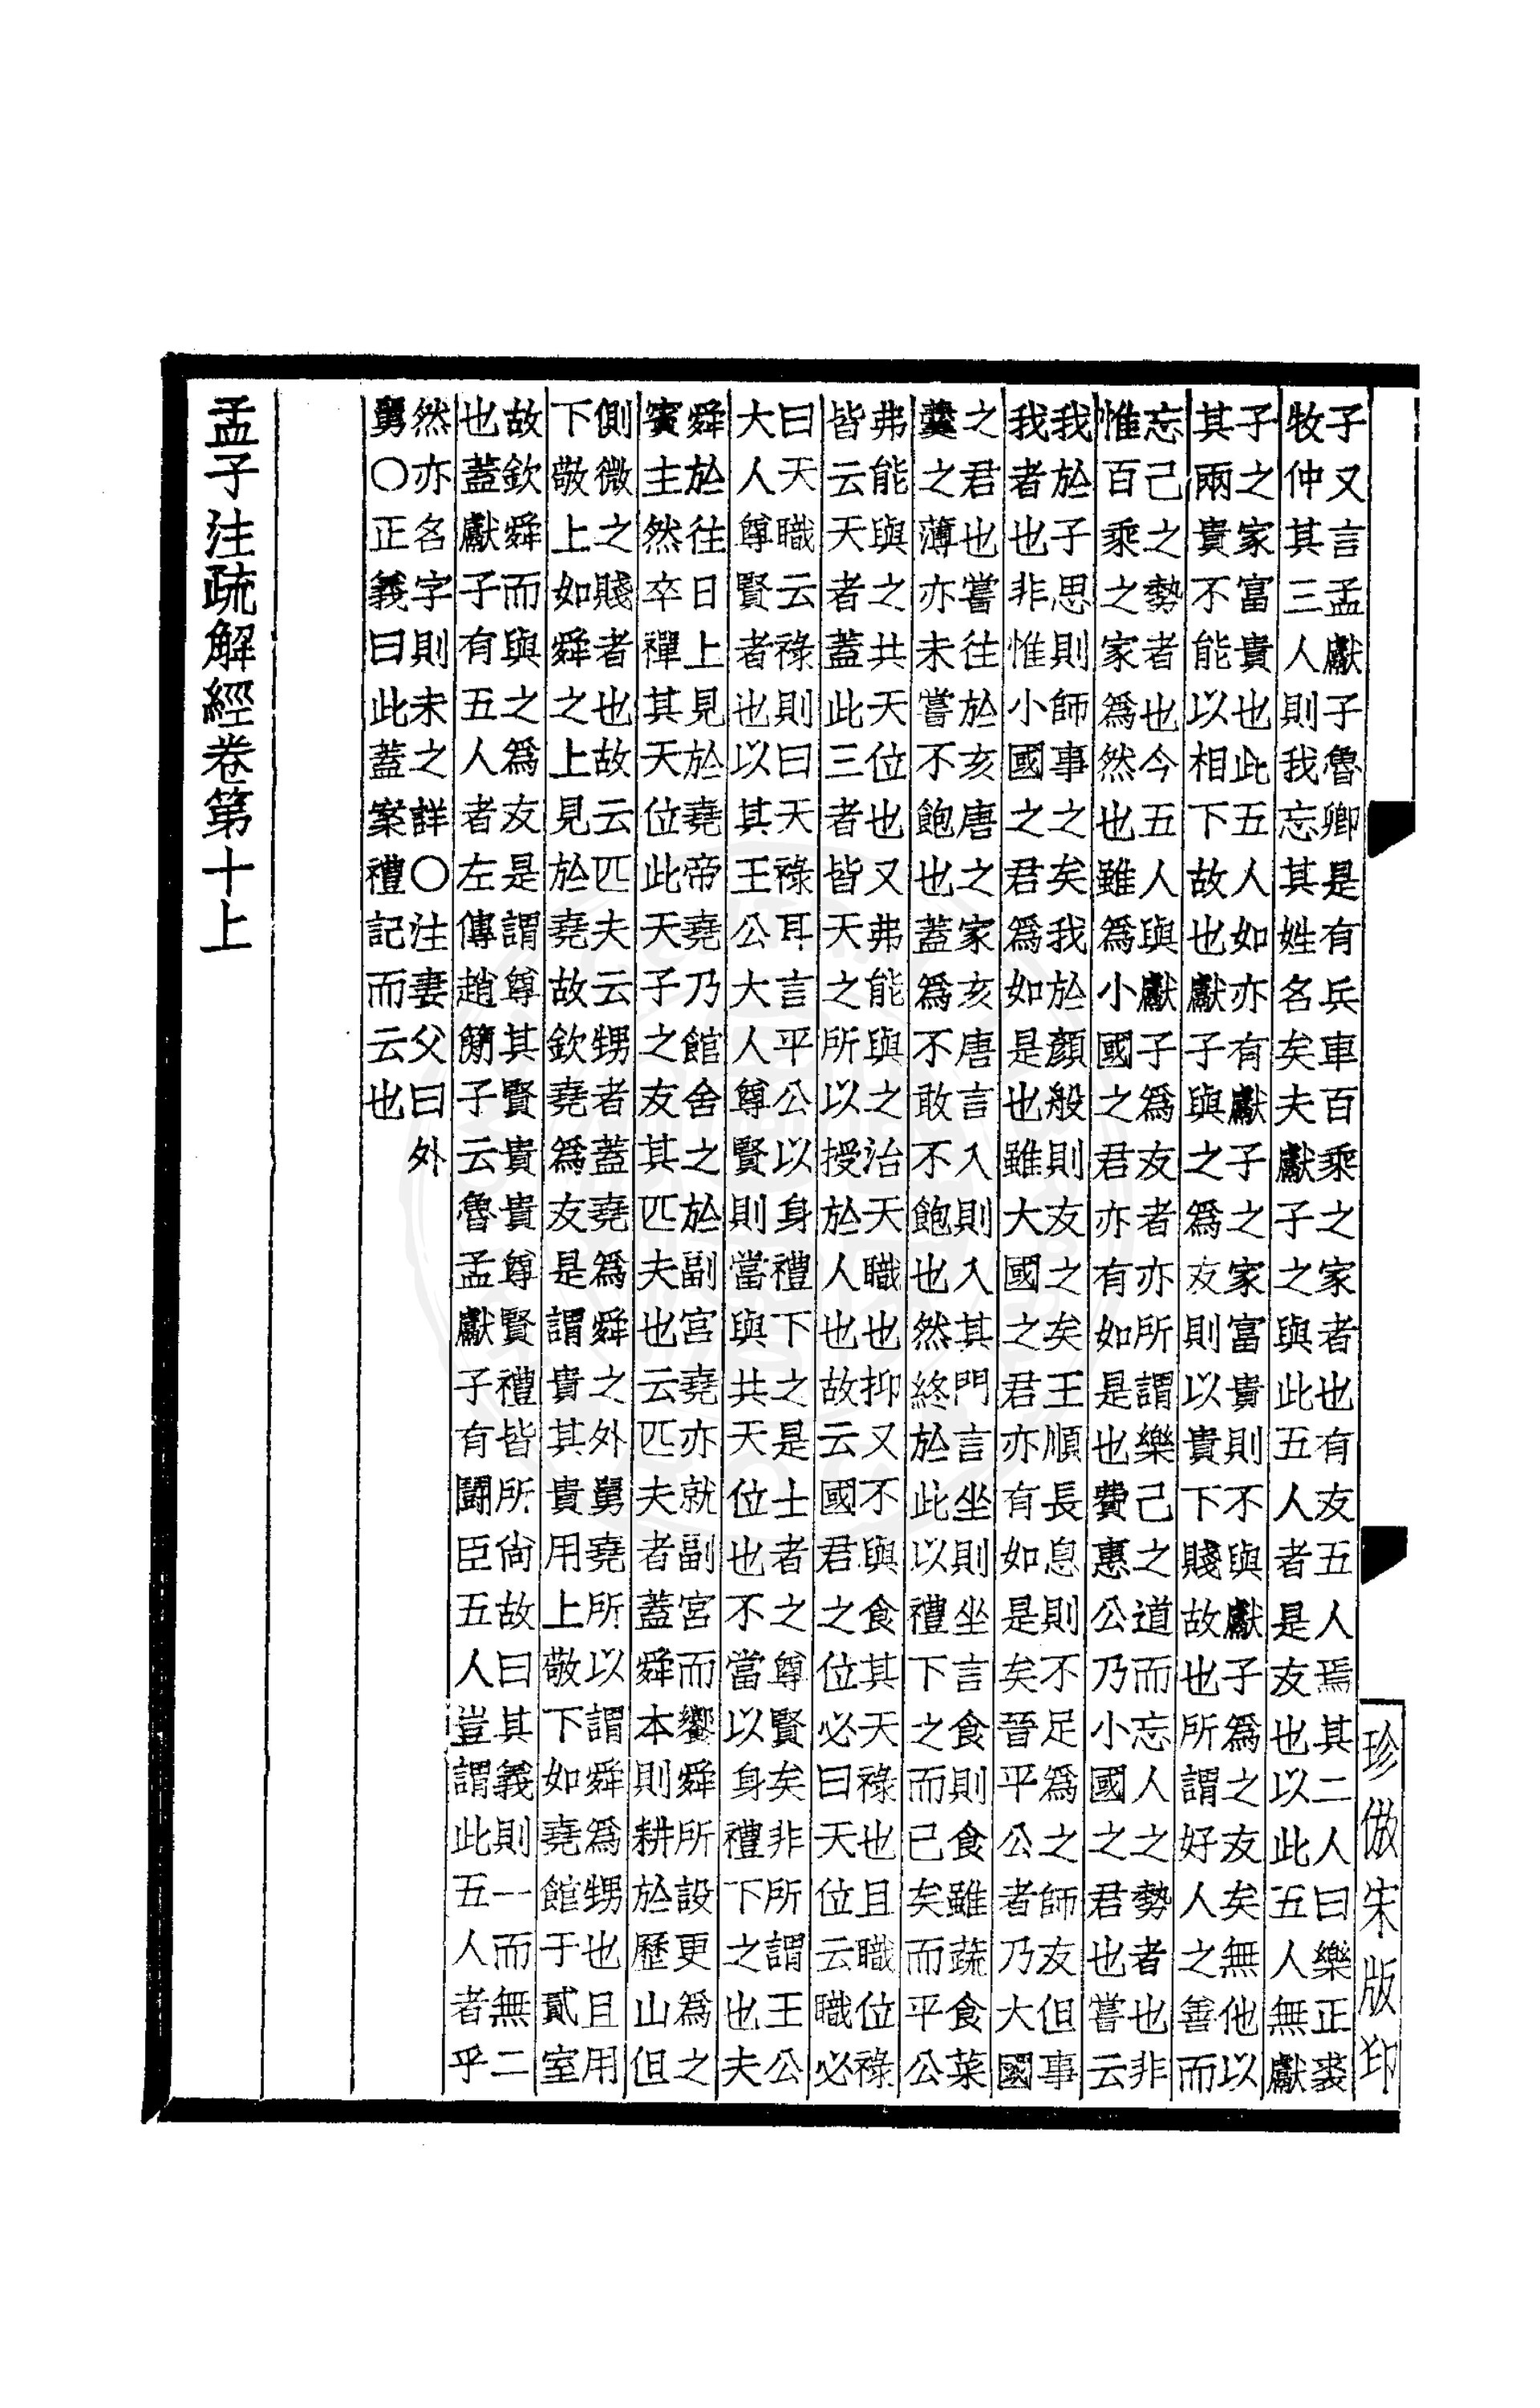 珍倣宋版印
子又言孟獻子魯卿是有兵車百乘之家者也有友五人焉其二人曰樂正裘
牧仲其三人則我忘其姓名矣夫獻子之與此五人者是友也以此五人無獻
子之家富貴也此五人如亦有獻子之家富貴則不與獻子爲之友矣無他以
其兩貴不能以相下故也獻子與之爲友則以貴下賤故也所謂好人之善而
忘己之勢者也今五人與獻子爲友者亦所謂樂己之道而忘人之勢者也非
惟百乘之家爲然也雖爲小國之君亦有如是也費惠公乃小國之君也嘗云
我於子思則師事之矣我於顏般則友之矣王順長息則不足爲之師友但事
我者也非惟小國之君爲如是也雖大國之君亦有如是矣晉平公者乃大國
之君也嘗往於亥唐之家亥唐言入則入其門言坐則坐言食則食雖蔬食菜
羹之薄亦未嘗不飽也蓋爲不敢不飽也然終於此以禮下之而已矣而平公
弗能與之共天位也又弗能與之治天職也抑又不與食其天祿也且職位祿
皆云天者蓋此三者皆天之所以授於人也故云國君之位必曰天位云職必
曰天職云祿則曰天祿耳言平公以身禮下之是士者之尊賢矣非所謂王公
大人尊賢者也以其王公大人尊賢則當與共天位也不當以身禮下之也夫
舜於往日上見於堯帝堯乃館舍之於副宮堯亦就副宮而饗舜所設更爲之
賓主然卒禪其天位此天子之友其匹夫也云匹夫者蓋舜本則耕於歷山但
側微之賤者也故云匹夫云甥者蓋堯爲舜之外舅堯所以謂舜爲甥也且用
下敬上如舜之上見於堯故欽堯爲友是謂貴其貴用上敬下如堯館于貳室
故欽舜而與之爲友是謂尊其賢貴貴尊賢禮皆所尙故曰其義則一而無二
也蓋獻子有五人者左傳趙簡子云魯孟獻子有鬬臣五人豈謂此五人者乎
然亦名字則未之詳○注妻父曰外
舅○正義曰此蓋案禮記而云也
孟子注疏解經卷第十上